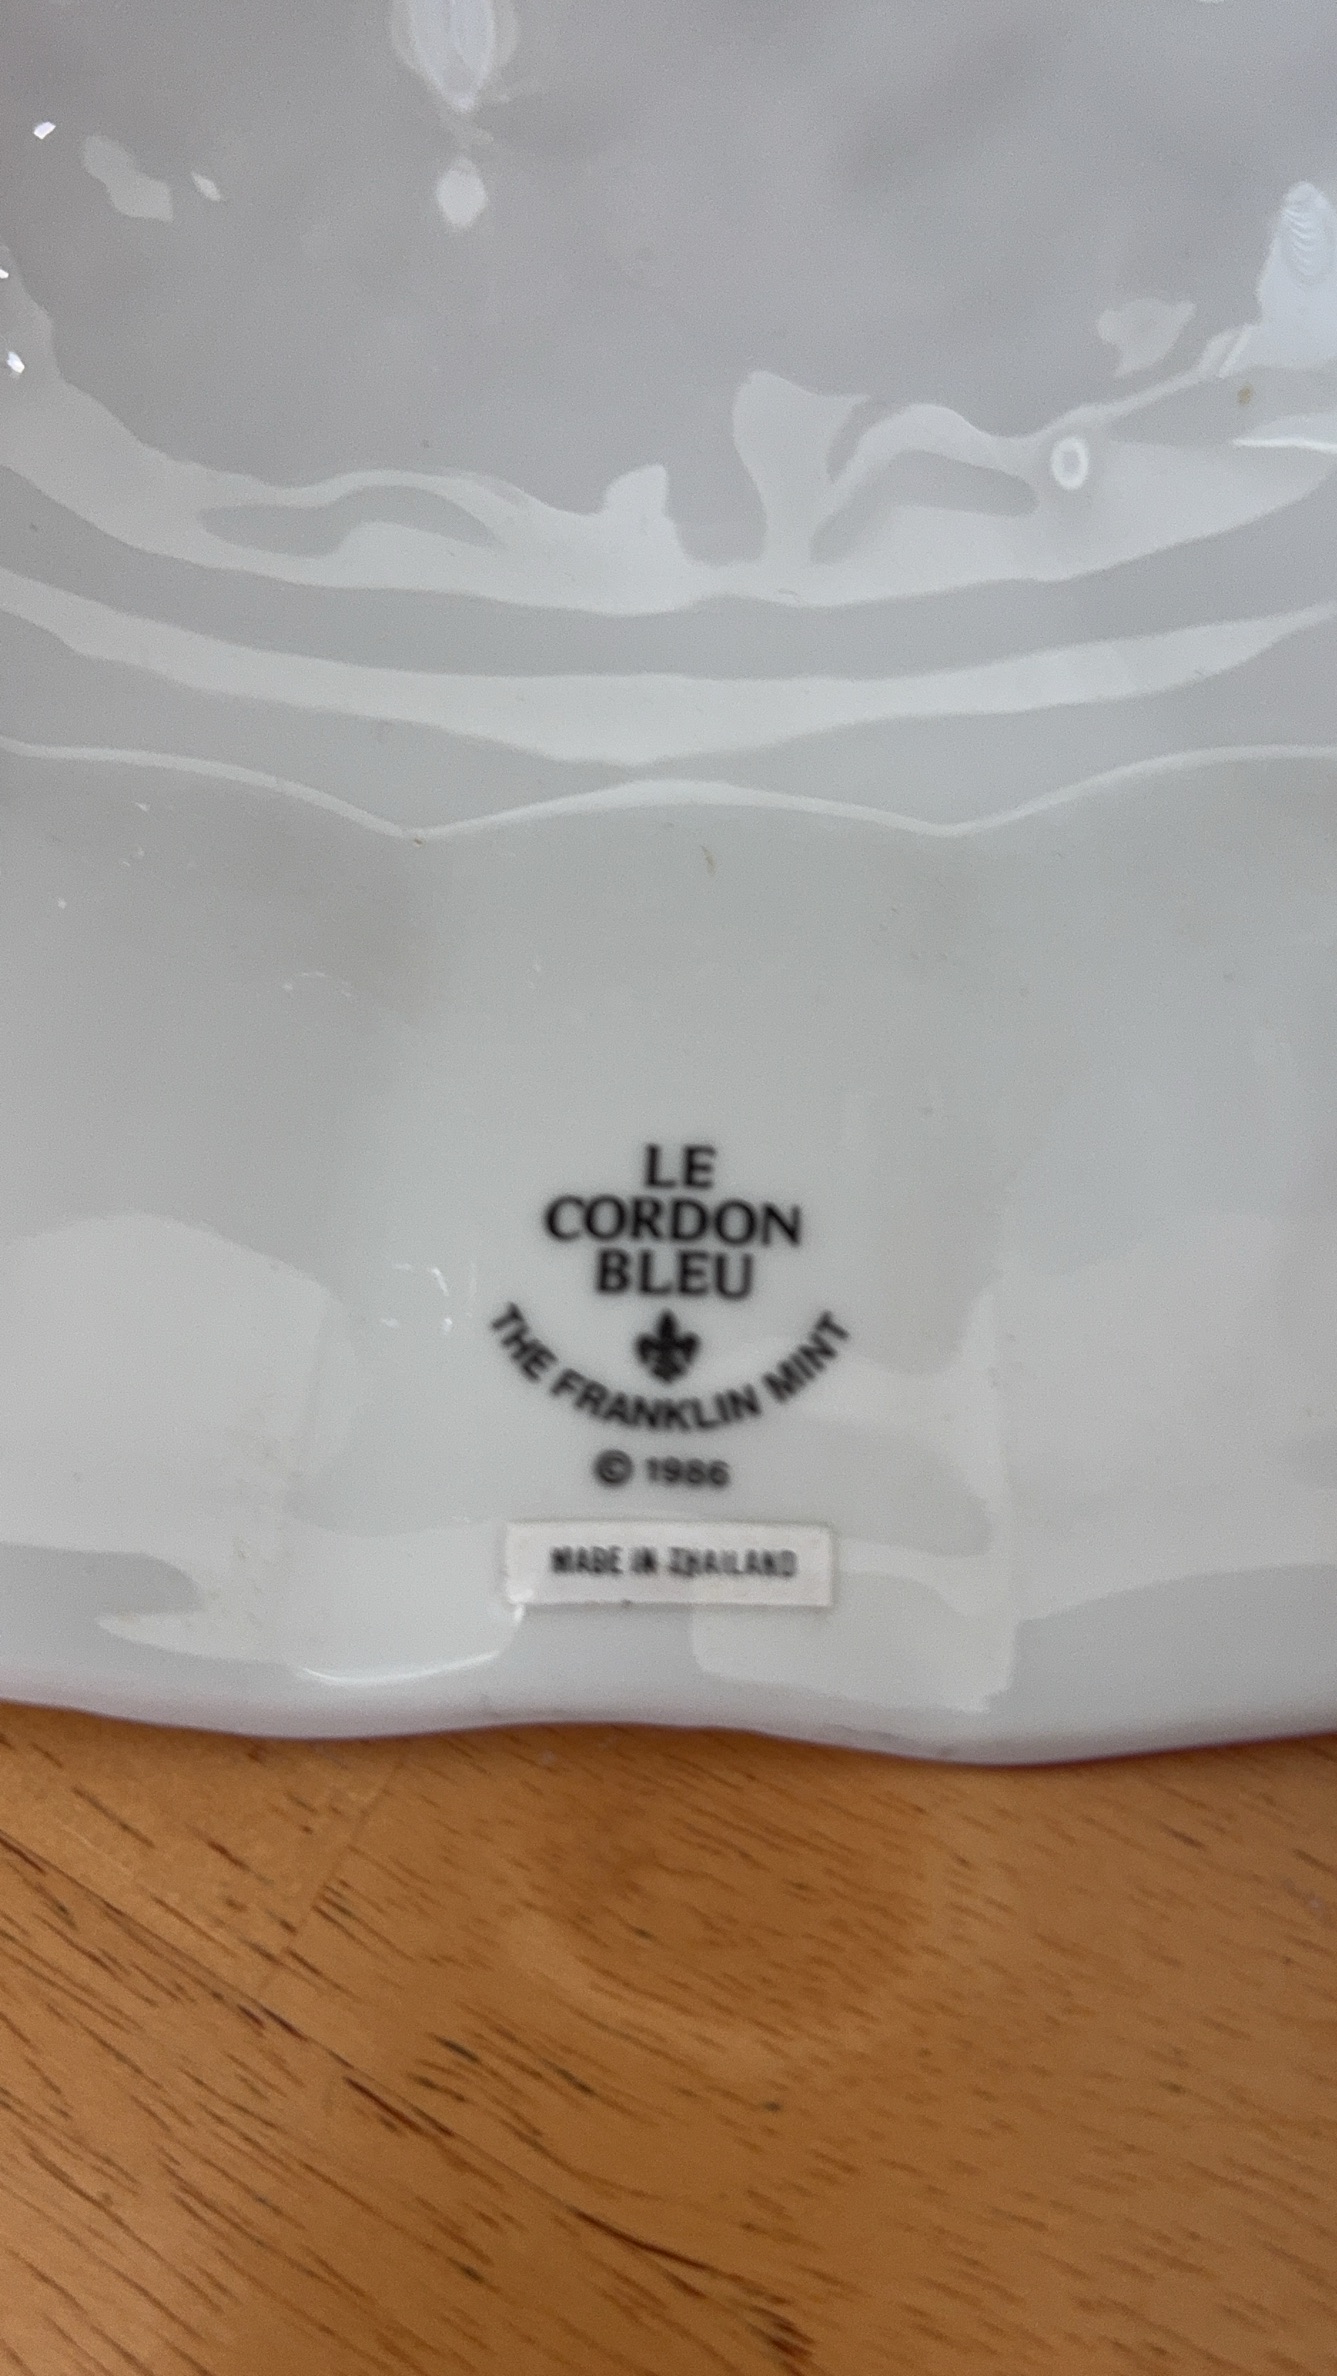 LE
CORDON
BLEU
THE FRANKLIN MINT
© 1986
MADE IN THAILAND